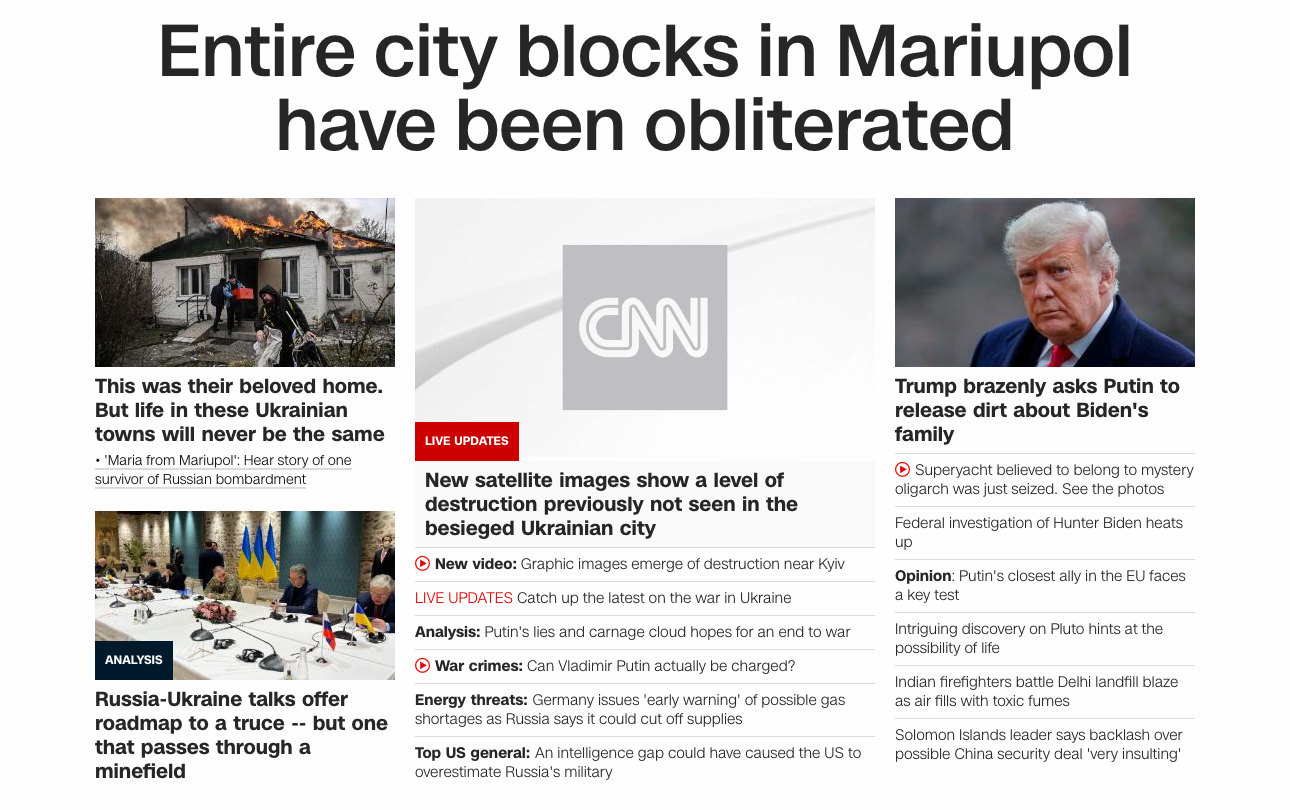 Entire city blocks in Mariupol
have been obliterated
This was their beloved home.
But life in these Ukrainian
towns will never be the same
• 'Maria from Mariupol': Hear story of one
survivor of Russian bombardment
ANALYSIS
Russia-Ukraine talks offer
roadmap to a truce -- but one
that passes through a
minefield
CNN
LIVE UPDATES
New satellite images show a level of
destruction previously not seen in the
besieged Ukrainian city
New video: Graphic images emerge of destruction near Kyiv
LIVE UPDATES Catch up the latest on the war in Ukraine
Analysis: Putin's lies and carnage cloud hopes for an end to war
War crimes: Can Vladimir Putin actually be charged?
Energy threats: Germany issues 'early warning' of possible gas
shortages as Russia says it could cut off supplies
Top US general: An intelligence gap could have caused the US to
overestimate Russia's military
Trump brazenly asks Putin to
release dirt about Biden's
family
Superyacht believed to belong to mystery
oligarch was just seized. See the photos
Federal investigation of Hunter Biden heats
up
Opinion: Putin's closest ally in the EU faces
a key test
Intriguing discovery on Pluto hints at the
possibility of life
Indian firefighters battle Delhi landfill blaze
as air fills with toxic fumes
Solomon Islands leader says backlash over
possible China security deal 'very insulting'